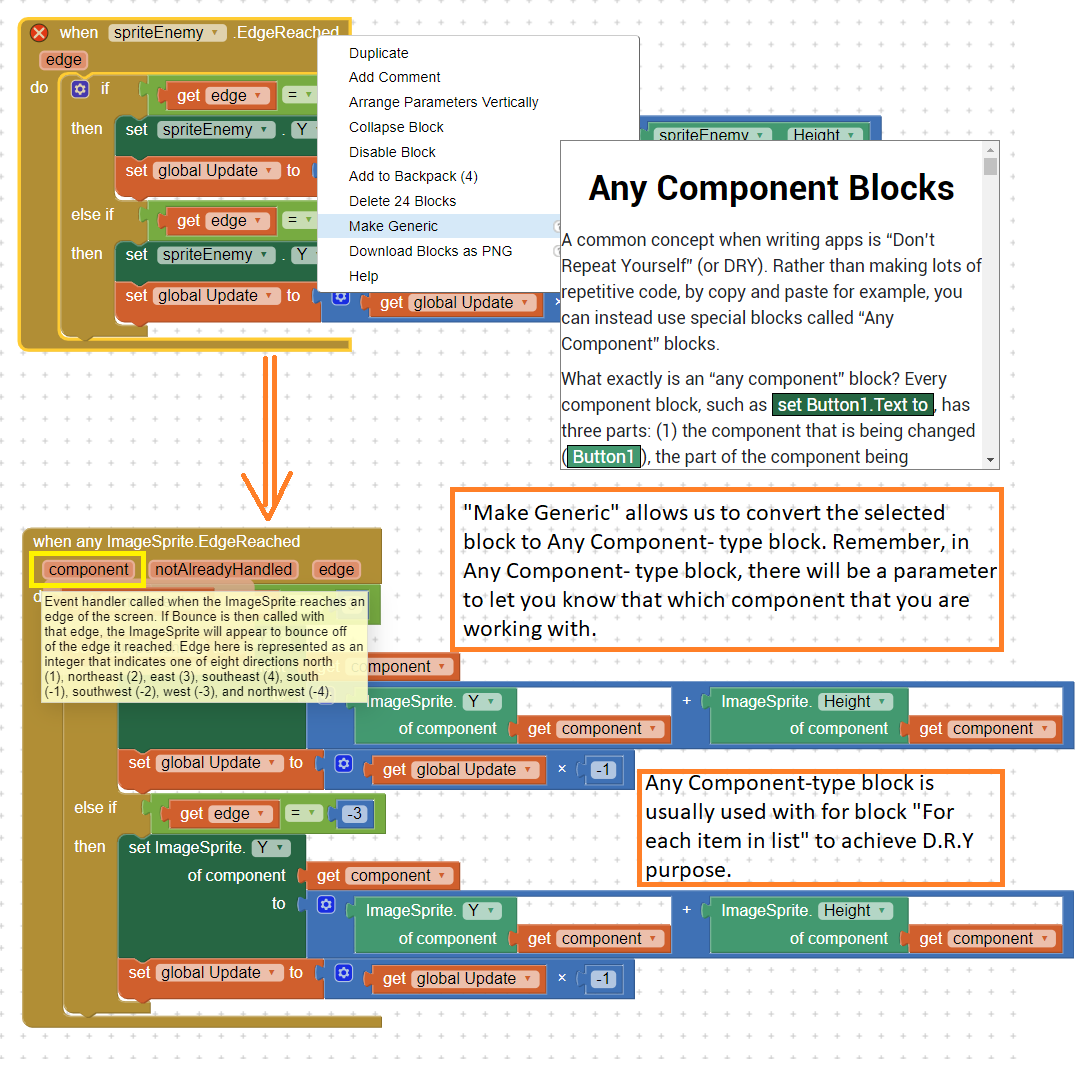 when spriteEnemy .EdgeReached
edge
do if get edge =
then set spriteEnemy . Y
spriteEnemy Height
set global Update to
else if get edge =
then set spriteEnemy . Y
set global Update to get global Update ×
Duplicate
Add Comment
Arrange Parameters Vertically
Collapse Block
Disable Block
Add to Backpack (4)
Delete 24 Blocks
Make Generic
Download Blocks as PNG
Help
Any Component Blocks
A common concept when writing apps is “Don’t
Repeat Yourself” (or DRY). Rather than making lots of
repetitive code, by copy and paste for example, you
can instead use special blocks called “Any
Component” blocks.
What exactly is an “any component” block? Every
component block, such as set Button1.Text to , has
three parts: (1) the component that is being changed
( Button1 ), the part of the component being
"Make Generic" allows us to convert the selected
block to Any Component- type block. Remember, in
Any Component- type block, there will be a parameter
to let you know that which component that you are
working with.
when any ImageSprite.EdgeReached
component notAlreadyHandled edge
Event handler called when the ImageSprite reaches an
edge of the screen. If Bounce is then called with
that edge, the ImageSprite will appear to bounce off
of the edge it reached. Edge here is represented as an
integer that indicates one of eight directions north
(1), northeast (2), east (3), southeast (4), south
(-1), southwest (-2), west (-3), and northwest (-4).
component
ImageSprite. Y + ImageSprite. Height
of component get component of component get component
set global Update to get global Update × -1
else if get edge = -3
then set ImageSprite. Y
of component get component
to ImageSprite. Y + ImageSprite. Height
of component get component of component get component
set global Update to get global Update × -1
Any Component-type block is
usually used with for block "For
each item in list" to achieve D.R.Y
purpose.